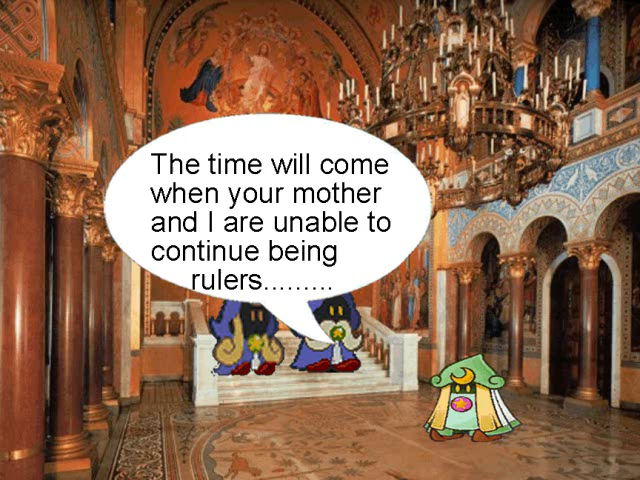 The time will come
when your mother
and I are unable to
continue being
rulers.........